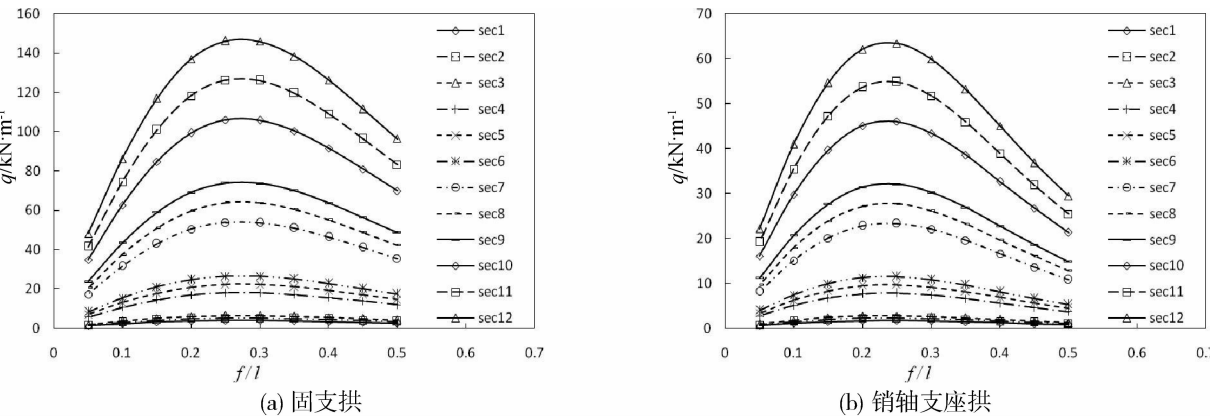 160
140
120
100
80
60
40
20
0
q/kN·m⁻¹
0 0.1 0.2 0.3 0.4 0.5 0.6 0.7
f/l
sec1
sec2
sec3
sec4
sec5
sec6
sec7
sec8
sec9
sec10
sec11
sec12
(a) 固支拱
70
60
50
40
30
20
10
0
q/kN·m⁻¹
0 0.1 0.2 0.3 0.4 0.5 0.6 0.7
f/l
sec1
sec2
sec3
sec4
sec5
sec6
sec7
sec8
sec9
sec10
sec11
sec12
(b) 销轴支座拱